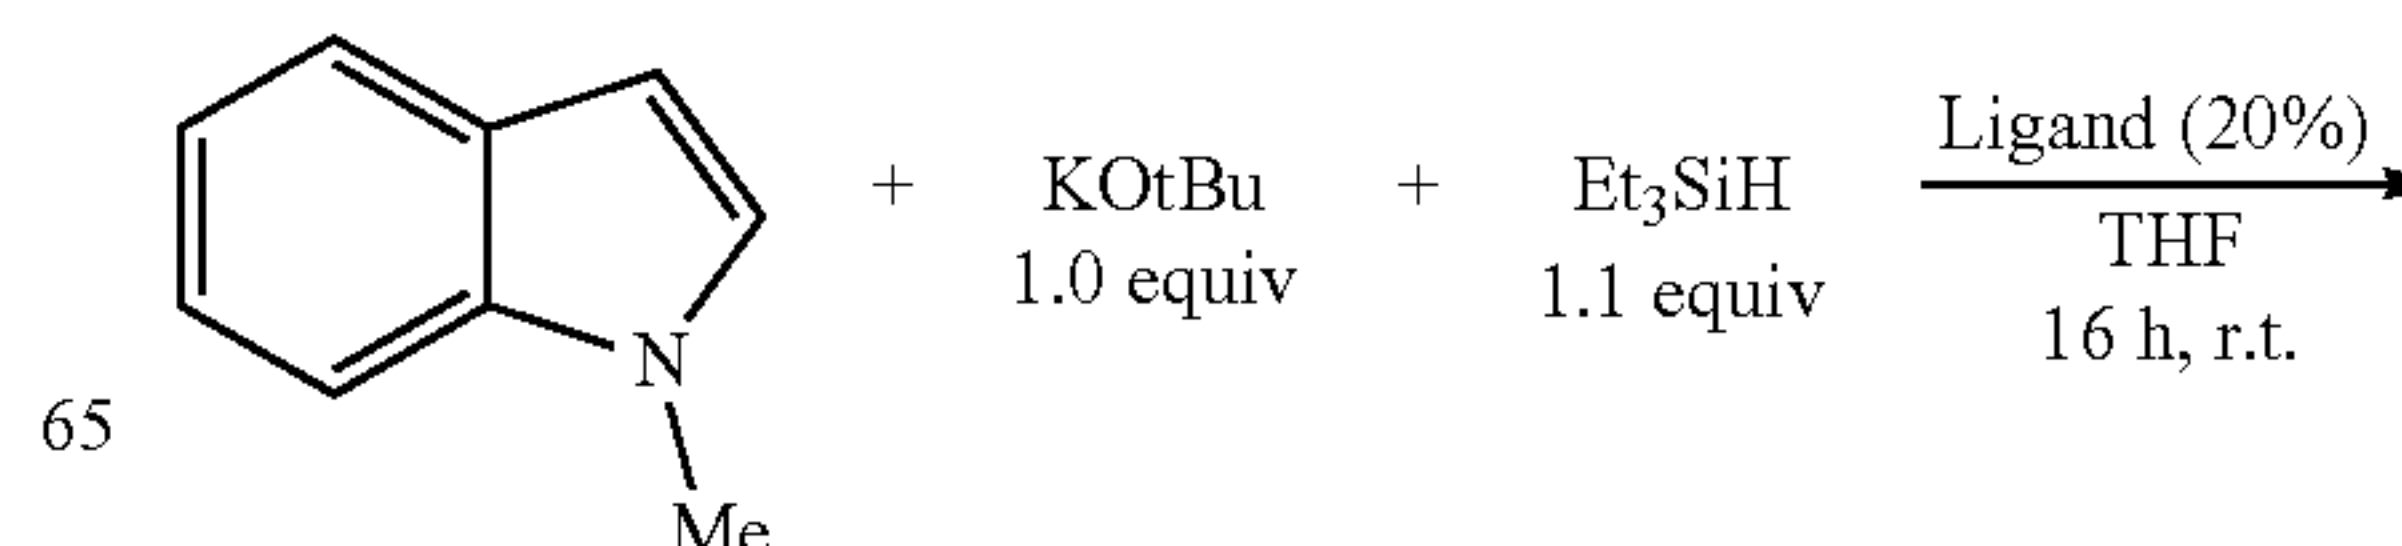 Ligand (20%)
+ KOtBu + Et₃SiH
THF
1.0 equiv 1.1 equiv
16 h, r.t.
N
65
Me